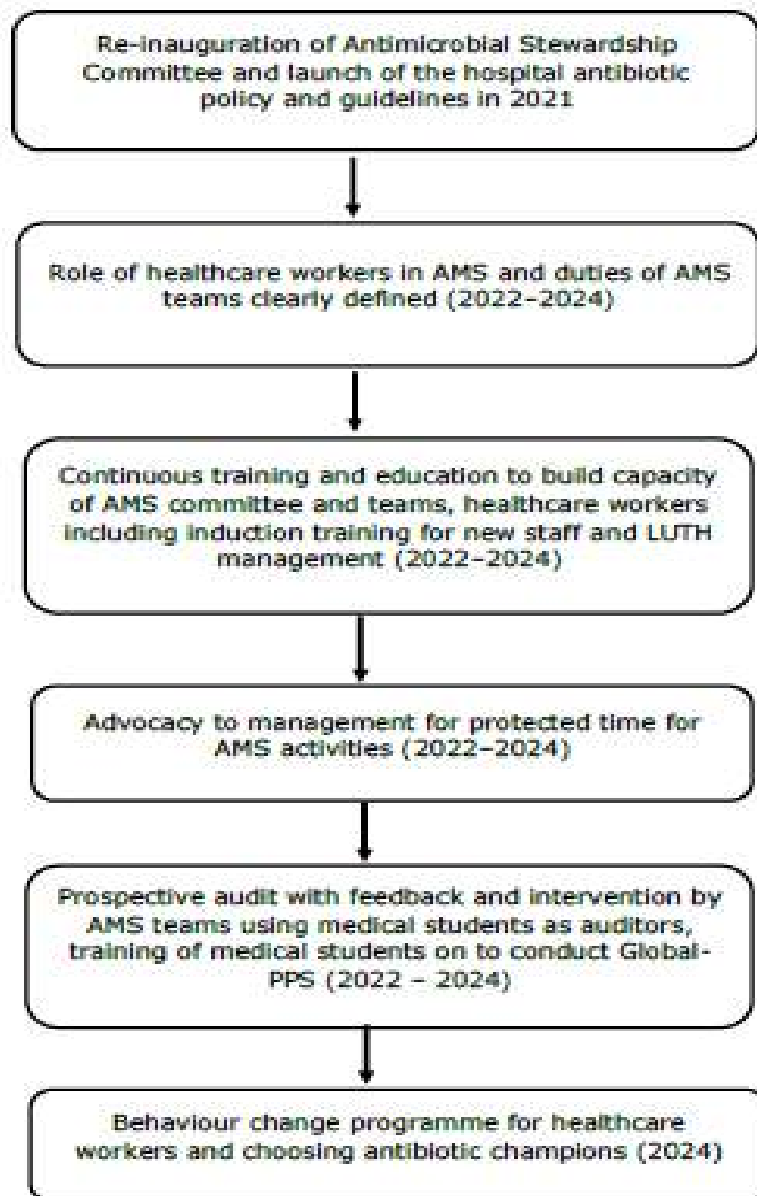 Re-inauguration of Antimicrobial Stewardship
Committee and launch of the hospital antibiotic
policy and guidelines in 2021
Role of healthcare workers in AMS and duties of AMS
teams clearly defined (2022–2024)
Continuous training and education to build capacity
of AMS committee and teams, healthcare workers
including induction training for new staff and LUTH
management (2022–2024)
Advocacy to management for protected time for
AMS activities (2022–2024)
Prospective audit with feedback and intervention by
AMS teams using medical students as auditors,
training of medical students on to conduct Global-
PPS (2022 – 2024)
Behaviour change programme for healthcare
workers and choosing antibiotic champions (2024)